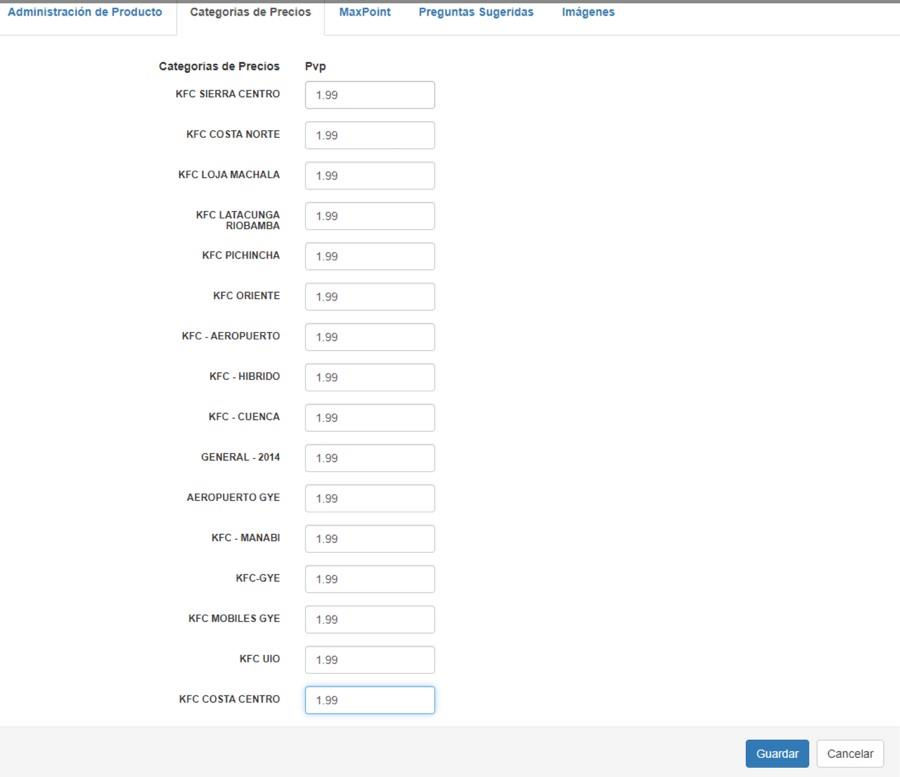 Administración de Producto Categorias de Precios MaxPoint Preguntas Sugeridas Imágenes
Categorias de Precios Pvp
KFC SIERRA CENTRO 1.99
KFC COSTA NORTE 1.99
KFC LOJA MACHALA 1.99
KFC LATACUNGA 1.99
RIOBAMBA
KFC PICHINCHA 1.99
KFC ORIENTE 1.99
KFC - AEROPUERTO 1.99
KFC - HIBRIDO 1.99
KFC - CUENCA 1.99
GENERAL - 2014 1.99
AEROPUERTO GYE 1.99
KFC - MANABI 1.99
KFC-GYE 1.99
KFC MOBILES GYE 1.99
KFC UIO 1.99
KFC COSTA CENTRO 1.99
Guardar Cancelar